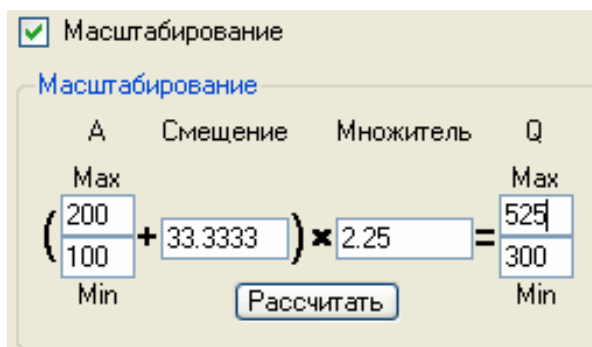 Масштабирование
Масштабирование
A Смещение Множитель Q
Max Max
( 200 100 + 33.3333 ) × 2.25 = 525 300
Min Рассчитать Min